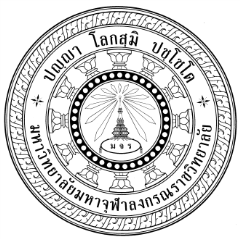 ปญฺญา โลกสฺมิ ปชฺโชโต
ม จ ร
มหาวิทยาลัยมหาจุฬาลงกรณราชวิทยาลัย